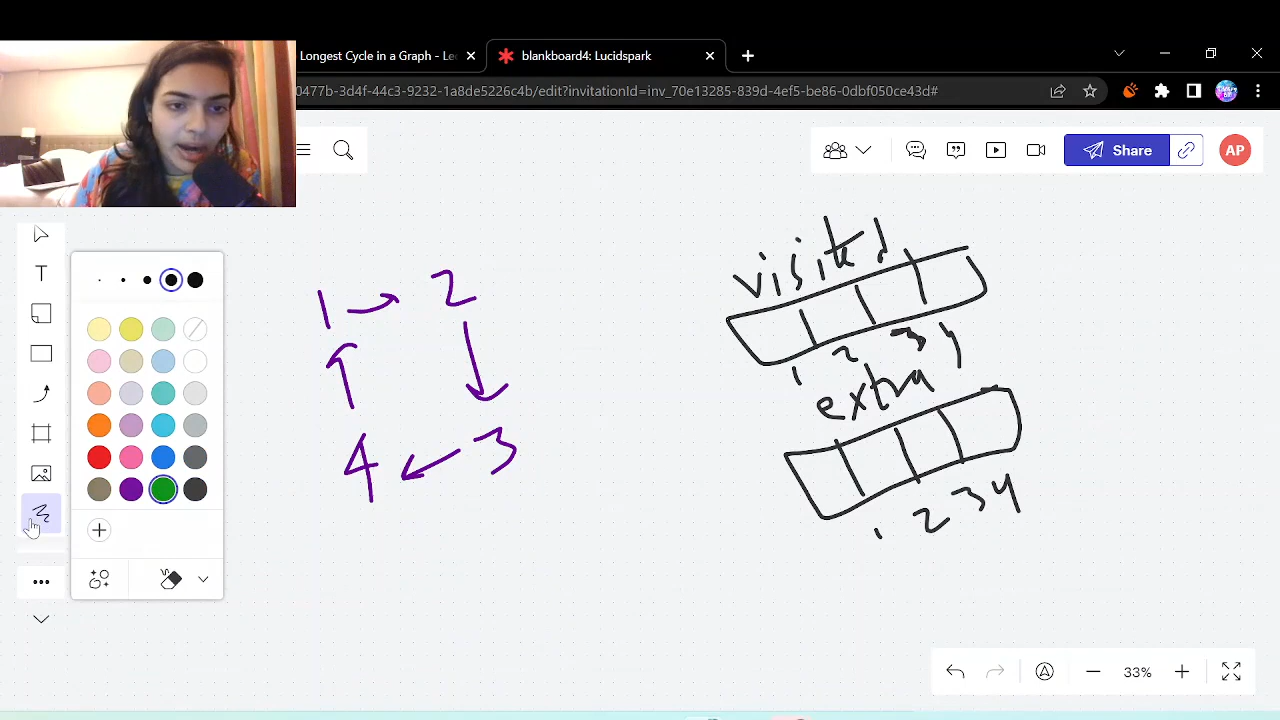 Longest Cycle in a Graph - Lee
blankboard4: Lucidspark
0477b-3d4f-44c3-9232-1a8de5226c4b/edit?invitationId=inv_70e13285-839d-4ef5-be86-0dbf050ce43d#
Share
AP
T
visited
1 → 2
1 2 3 4
extra
4 ← 3
1 2 3 4
33%